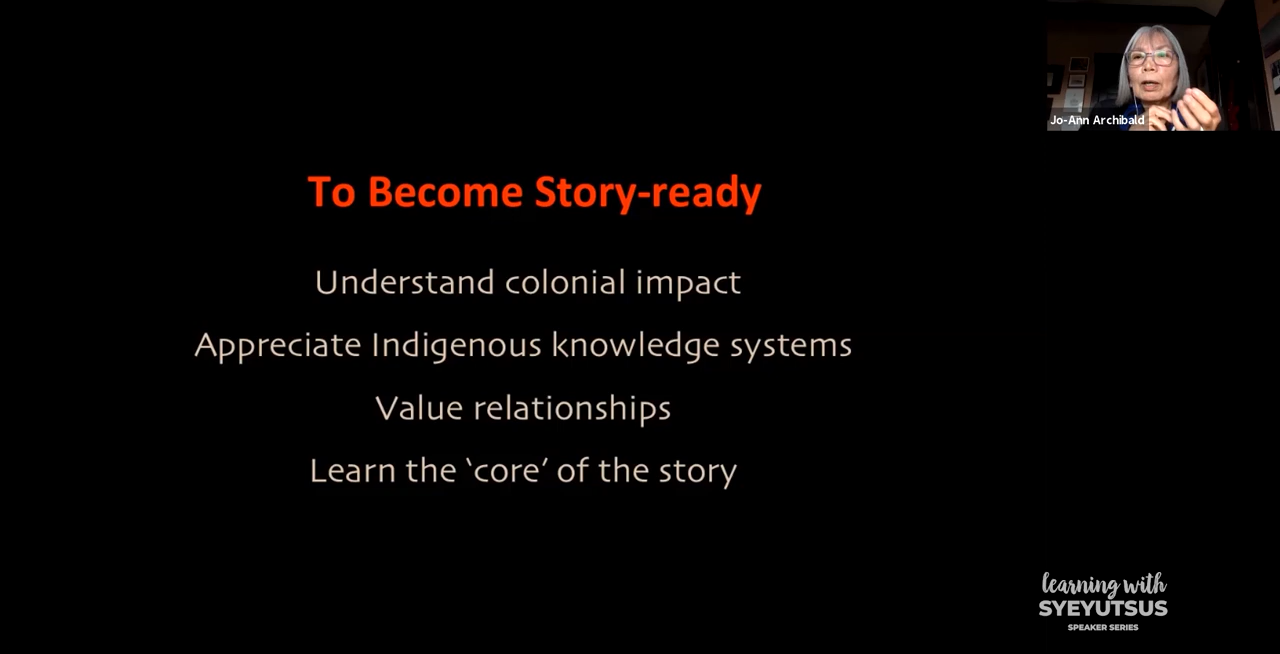 Jo-Ann Archibald
To Become Story-ready
Understand colonial impact
Appreciate Indigenous knowledge systems
Value relationships
Learn the ‘core’ of the story
learning with
SYEYUTSUS
SPEAKER SERIES